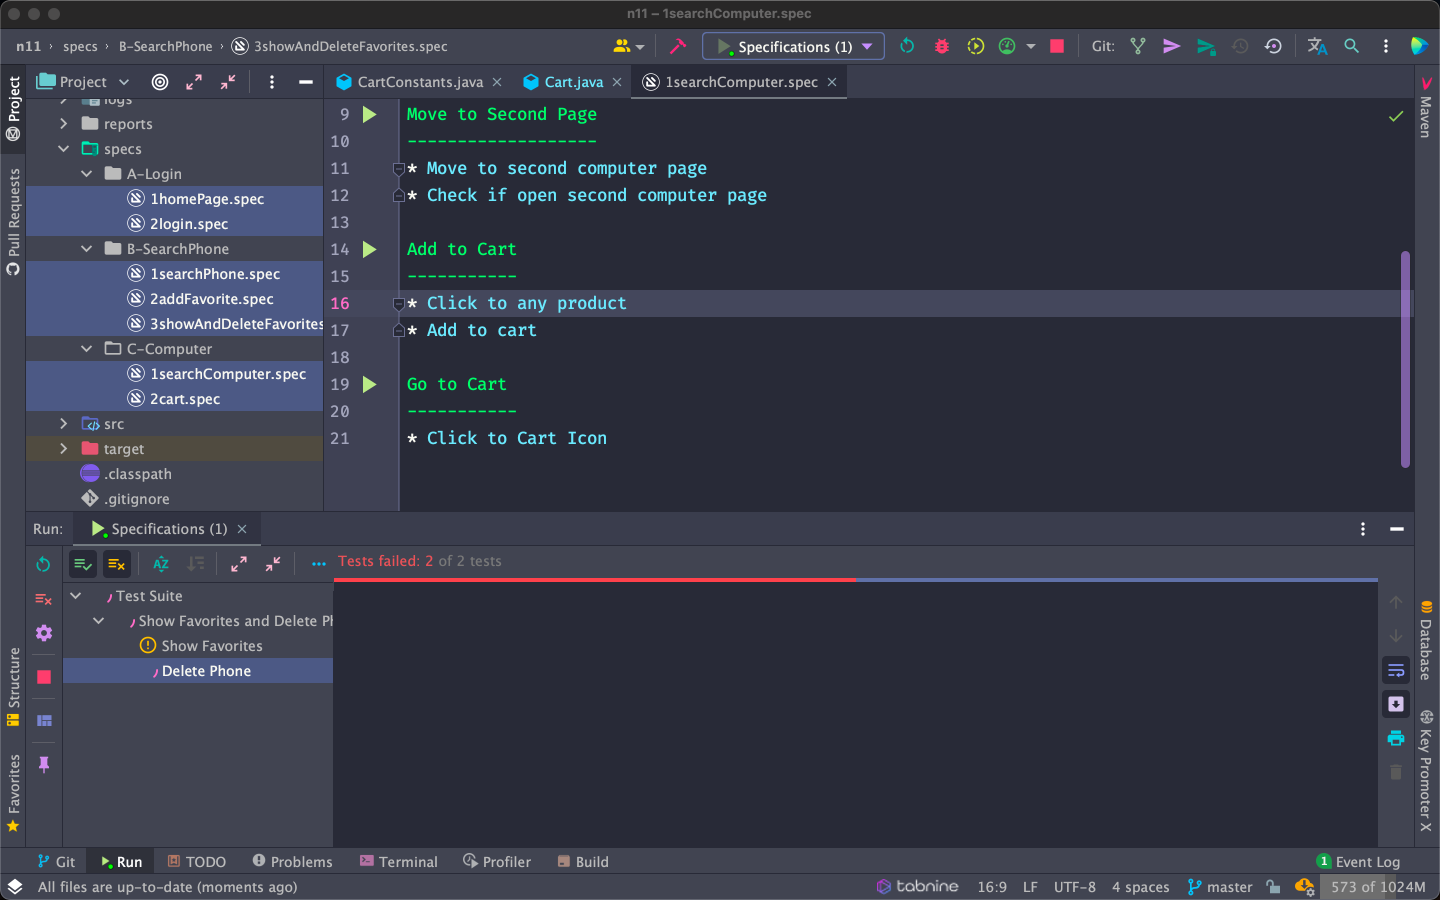 n11 – 1searchComputer.spec
n11 › specs › B-SearchPhone › 3showAndDeleteFavorites.spec
Specifications (1)
Git:
Project
CartConstants.java
Cart.java
1searchComputer.spec
logs
reports
specs
A-Login
1homePage.spec
2login.spec
B-SearchPhone
1searchPhone.spec
2addFavorite.spec
3showAndDeleteFavorites
C-Computer
1searchComputer.spec
2cart.spec
src
target
.classpath
.gitignore
9 Move to Second Page
10 -------------------
11 * Move to second computer page
12 * Check if open second computer page
13
14 Add to Cart
15 -----------
16 * Click to any product
17 * Add to cart
18
19 Go to Cart
20 -----------
21 * Click to Cart Icon
Project
Pull Requests
Structure
Favorites
Maven
Database
Key Promoter X
Run:
Specifications (1)
Tests failed: 2 of 2 tests
Test Suite
Show Favorites and Delete Ph
Show Favorites
Delete Phone
Git
Run
TODO
Problems
Terminal
Profiler
Build
1 Event Log
All files are up-to-date (moments ago)
tabnine
16:9
LF
UTF-8
4 spaces
master
573 of 1024M